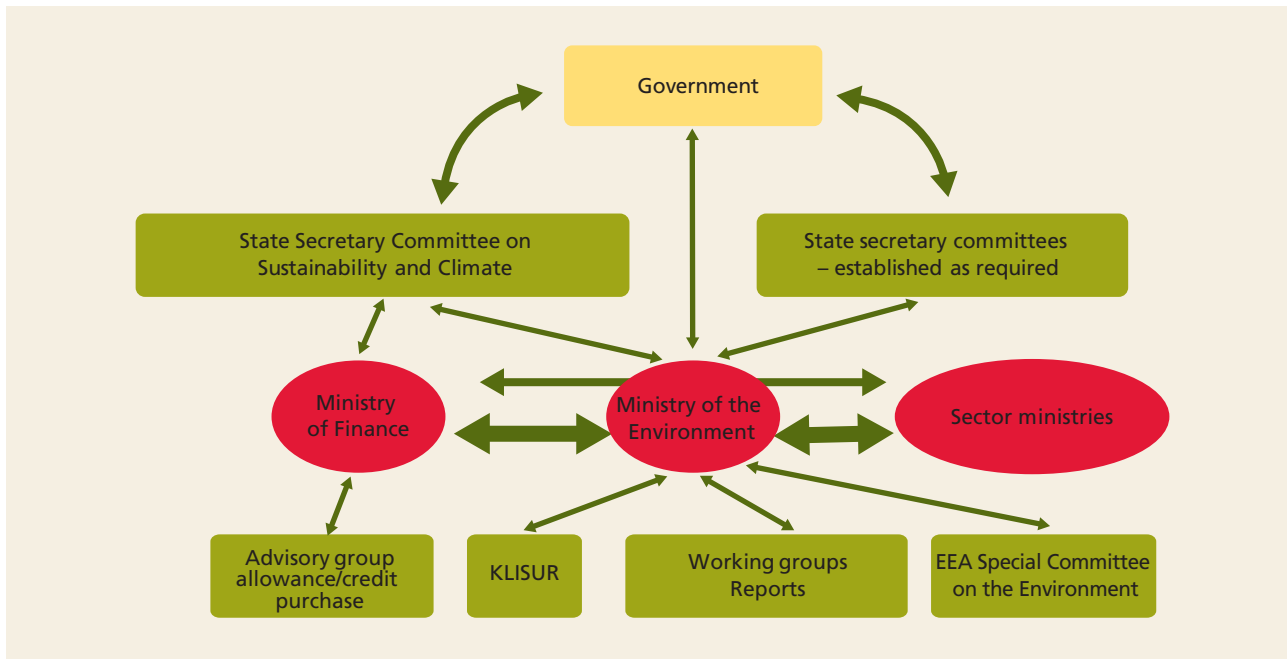 Government
State Secretary Committee on
Sustainability and Climate
State secretary committees
– established as required
Ministry
of Finance
Ministry of the
Environment
Sector ministries
Advisory group
allowance/credit
purchase
KLISUR
Working groups
Reports
EEA Special Committee
on the Environment